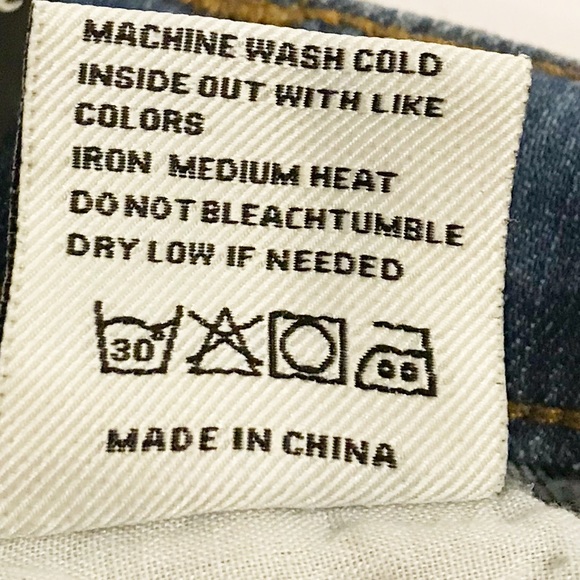 MACHINE WASH COLD
INSIDE OUT WITH LIKE
COLORS
IRON MEDIUM HEAT
DO NOT BLEACHTUMBLE
DRY LOW IF NEEDED
30°
MADE IN CHINA